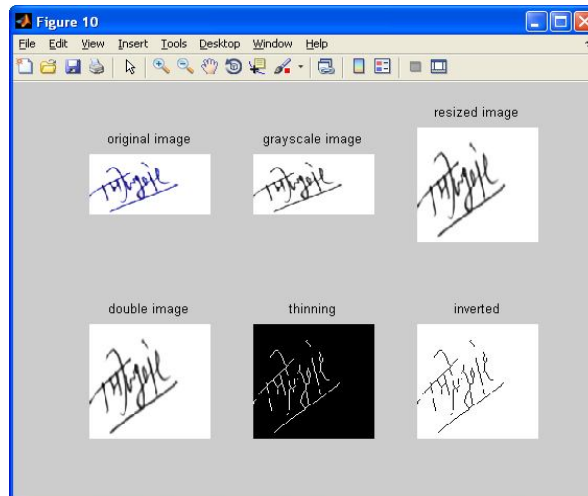 Figure 10
File Edit View Insert Tools Desktop Window Help
original image
grayscale image
resized image
double image
thinning
inverted